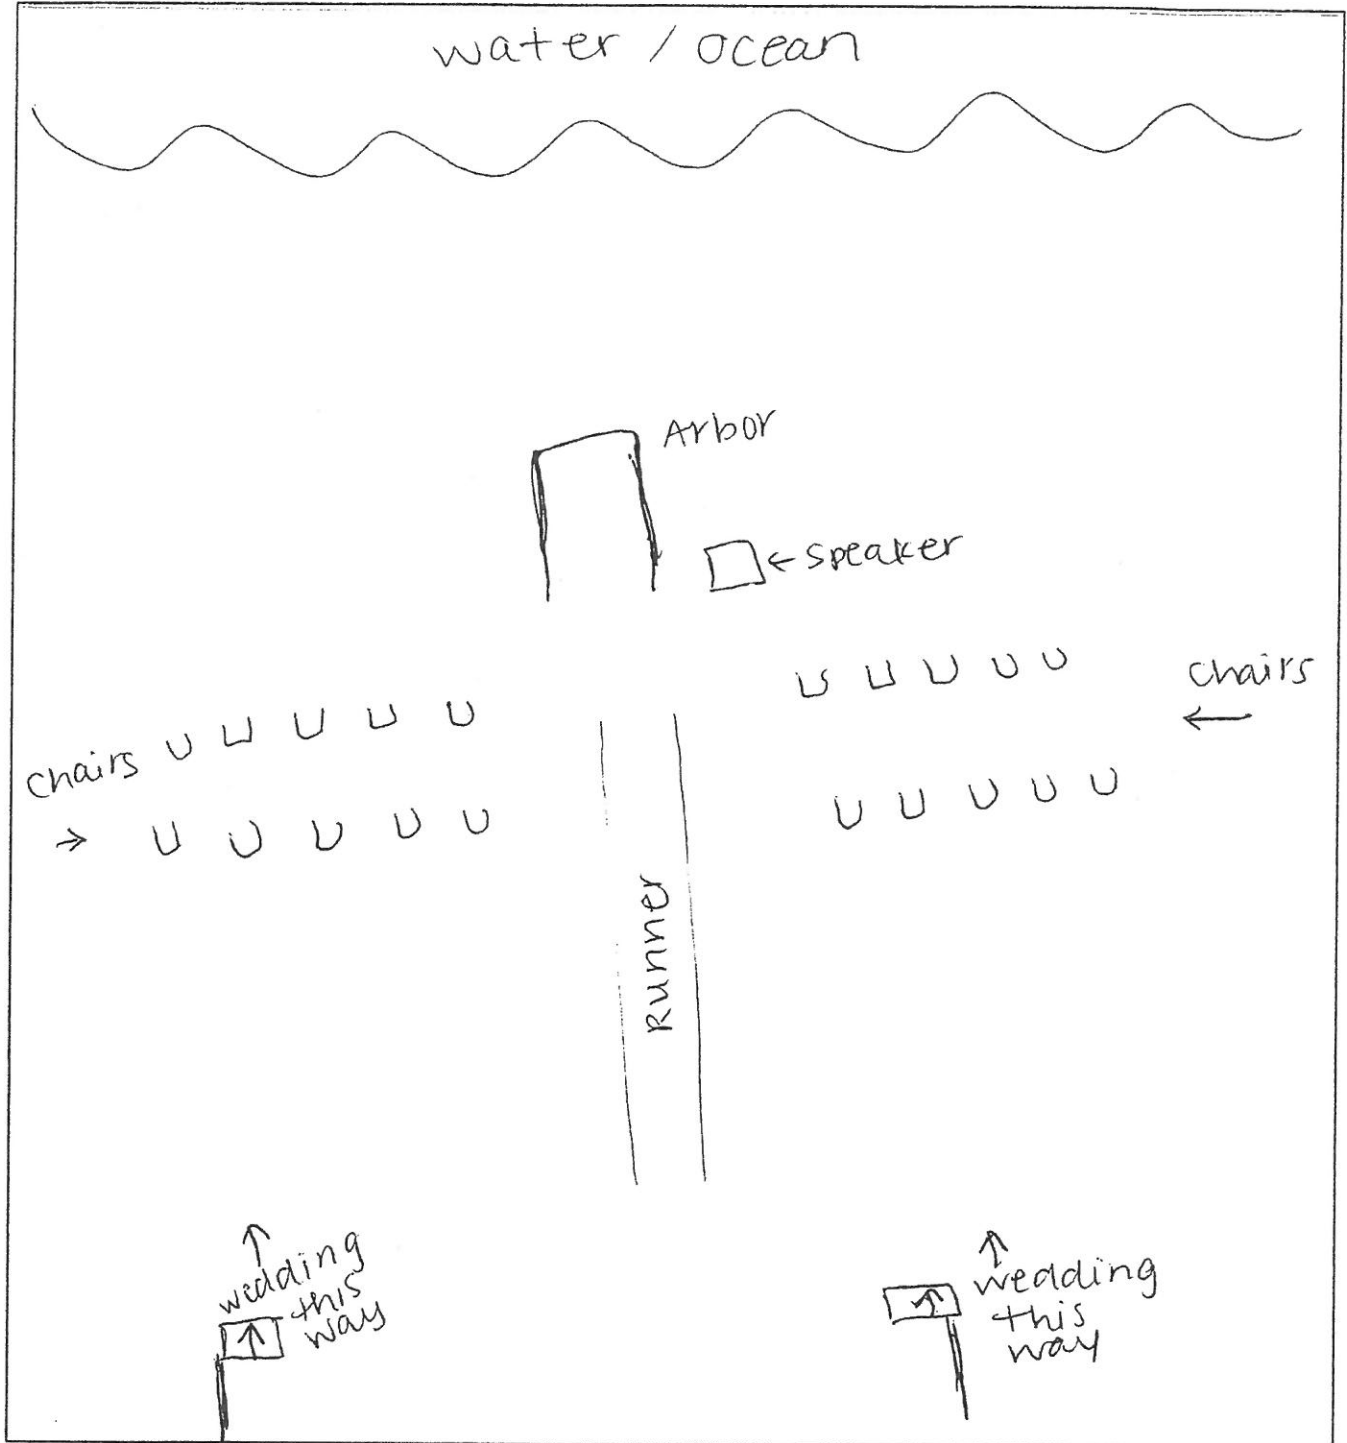 water / ocean
Arbor
← speaker
chairs
←
chairs
→
Runner
↑
wedding
this
way
↑
↑
wedding
this
way
↑